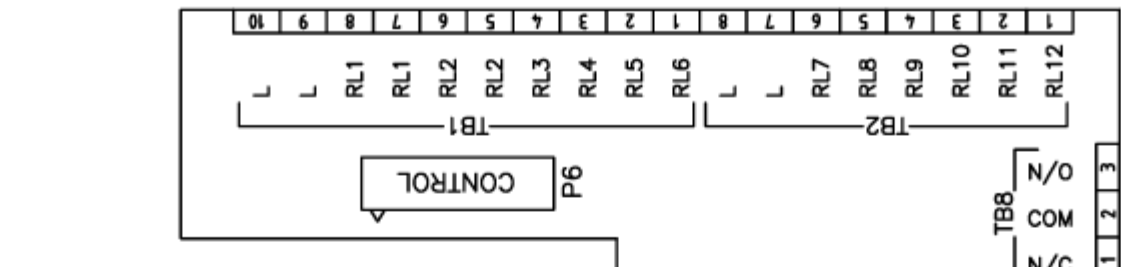 10 9 8 7 6 5 4 3 2 1 8 7 6 5 4 3 2 1
L L RL1 RL1 RL2 RL2 RL3 RL4 RL5 RL6 L L RL7 RL8 RL9 RL10 RL11 RL12
TB1 TB2
CONTROL P6
TB8
N/O 3
COM 2
N/C 1